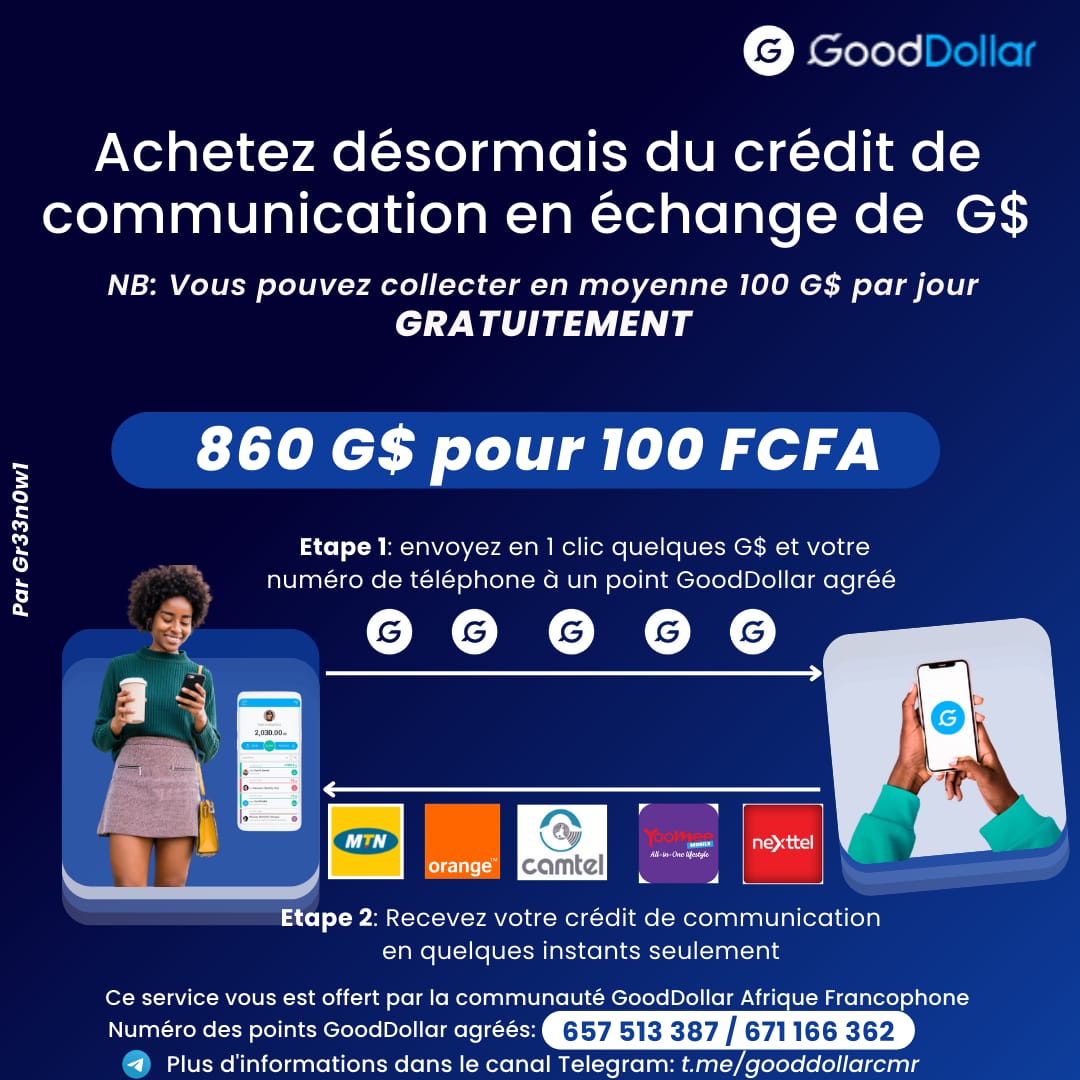 GoodDollar
Achetez désormais du crédit de
communication en échange de G$
NB: Vous pouvez collecter en moyenne 100 G$ par jour
GRATUITEMENT
860 G$ pour 100 FCFA
Par Gr33n0w1
Etape 1: envoyez en 1 clic quelques G$ et votre
numéro de téléphone à un point GoodDollar agréé
2,030.00
MTN
orange™
camtel
Yoomee
MOBILE
All-in-One lifestyle
nexttel
Etape 2: Recevez votre crédit de communication
en quelques instants seulement
Ce service vous est offert par la communauté GoodDollar Afrique Francophone
Numéro des points GoodDollar agréés: 657 513 387 / 671 166 362
Plus d'informations dans le canal Telegram: t.me/gooddollarcmr